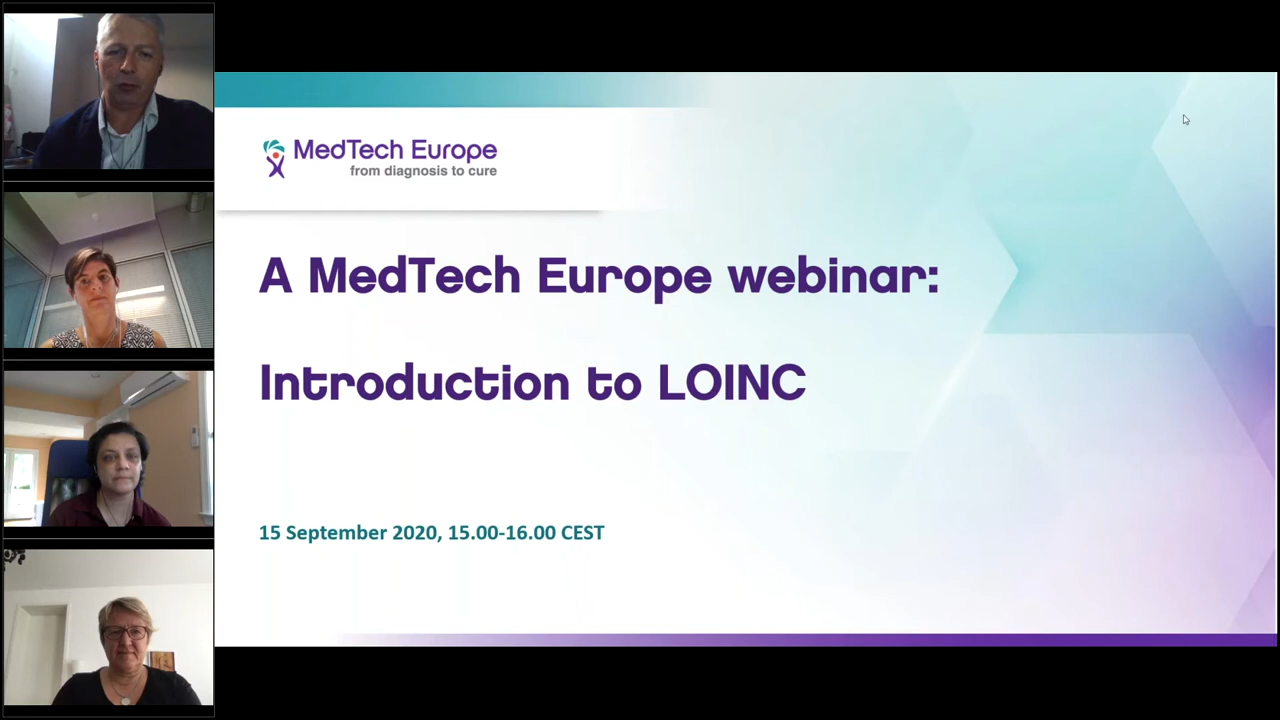 MedTech Europe
from diagnosis to cure
A MedTech Europe webinar:
Introduction to LOINC
15 September 2020, 15.00-16.00 CEST